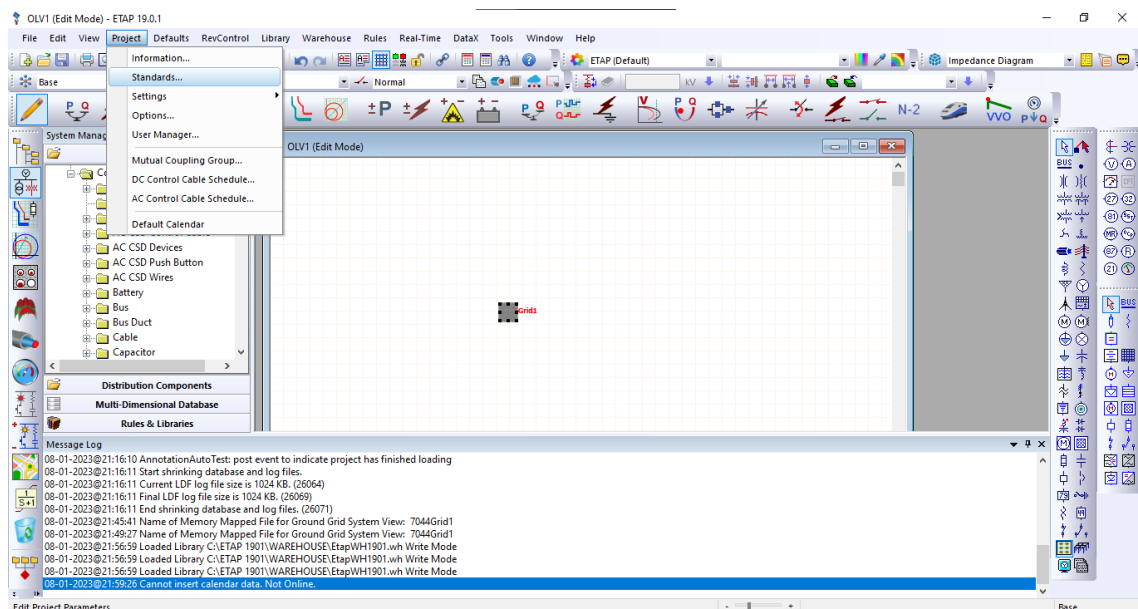 OLV1 (Edit Mode) - ETAP 19.0.1
File Edit View Project Defaults RevControl Library Warehouse Rules Real-Time DataX Tools Window Help
ETAP (Default)
Impedance Diagram
Base
Normal
kV
N-2
VVO
System Manag
Information...
Standards...
Settings
Options...
User Manager...
Mutual Coupling Group...
DC Control Cable Schedule...
AC Control Cable Schedule...
Default Calendar
AC CSD Devices
AC CSD Push Button
AC CSD Wires
Battery
Bus
Bus Duct
Cable
Capacitor
Distribution Components
Multi-Dimensional Database
Rules & Libraries
OLV1 (Edit Mode)
Grid1
BUS
BUS
Message Log
08-01-2023@21:16:10 AnnotationAutoTest: post event to indicate project has finished loading
08-01-2023@21:16:11 Start shrinking database and log files.
08-01-2023@21:16:11 Current LDF log file size is 1024 KB. (26064)
08-01-2023@21:16:11 Final LDF log file size is 1024 KB. (26069)
08-01-2023@21:16:11 End shrinking database and log files. (26071)
08-01-2023@21:45:41 Name of Memory Mapped File for Ground Grid System View: 7044Grid1
08-01-2023@21:49:27 Name of Memory Mapped File for Ground Grid System View: 7044Grid1
08-01-2023@21:56:59 Loaded Library C:\ETAP 1901\WAREHOUSE\EtapWH1901.wh Write Mode
08-01-2023@21:56:59 Loaded Library C:\ETAP 1901\WAREHOUSE\EtapWH1901.wh Write Mode
08-01-2023@21:56:59 Loaded Library C:\ETAP 1901\WAREHOUSE\EtapWH1901.wh Write Mode
08-01-2023@21:59:26 Cannot insert calendar data. Not Online.
Edit Project Parameters
Base